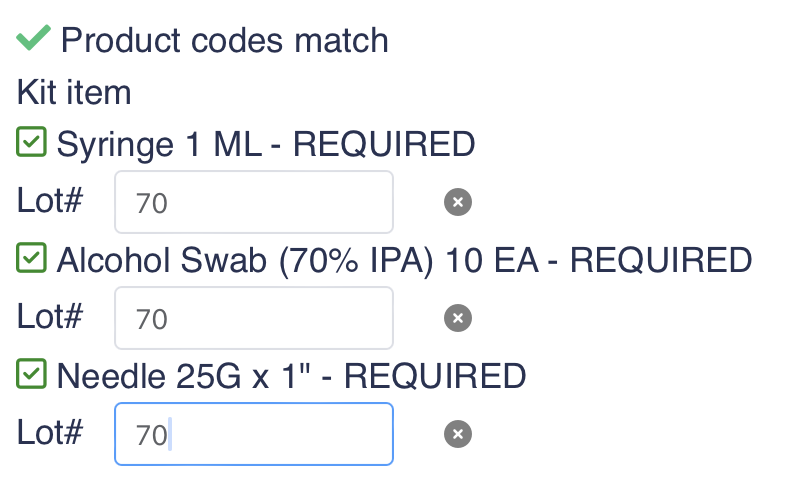 Product codes match
Kit item
Syringe 1 ML - REQUIRED
Lot# 70
Alcohol Swab (70% IPA) 10 EA - REQUIRED
Lot# 70
Needle 25G x 1" - REQUIRED
Lot# 70